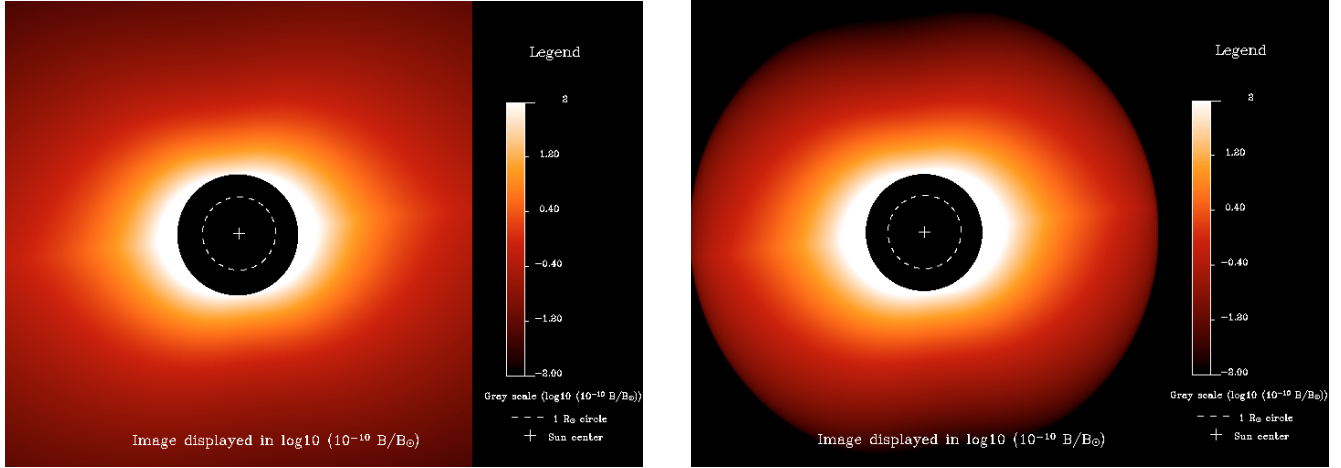 Legend
2
1.20
0.40
−0.40
−1.20
−2.00
Gray scale (log10 (10⁻¹⁰ B/B☉))
1 R☉ circle
Sun center
Image displayed in log10 (10⁻¹⁰ B/B☉)
Legend
2
1.20
0.40
−0.40
−1.20
−2.00
Gray scale (log10 (10⁻¹⁰ B/B☉))
1 R☉ circle
Sun center
Image displayed in log10 (10⁻¹⁰ B/B☉)